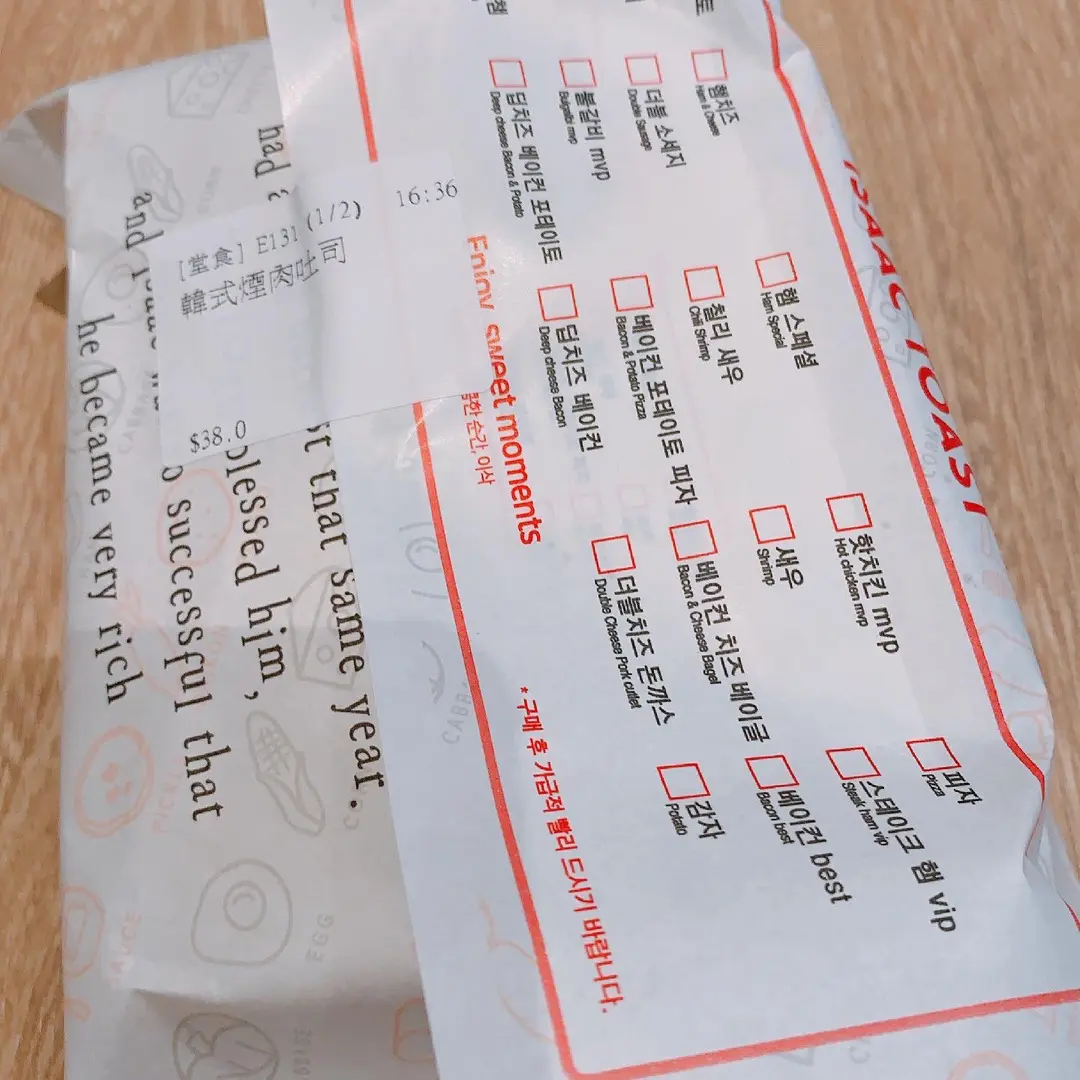 ISAAC TOAST
햄치즈
Ham & Cheese
햄 스페셜
Ham Special
핫치킨 mvp
Hot chicken mvp
피자
Pizza
더블 소세지
Double Sausage
칠리 새우
Chili Shrimp
새우
Shrimp
스테이크 햄 vip
Steak ham vip
불갈비 mvp
Bulgalbi mvp
베이컨 포테이토 피자
Bacon & Potato Pizza
베이컨 치즈 베이글
Bacon & Cheese Bagel
베이컨 best
Bacon best
딥치즈 베이컨 포테이토
Deep cheese Bacon & Potato
딥치즈 베이컨
Deep cheese Bacon
더블치즈 돈까스
Double Cheese Pork cutlet
감자
Potato
Enjoy sweet moments
한 순간, 이삭
* 구매 후 가급적 빨리 드시기 바랍니다.
16:36
[堂食] E131 (1/2)
韓式煙肉吐司
$38.0
had
that same year.
blessed him,
and
successful that
he became very rich
EGG